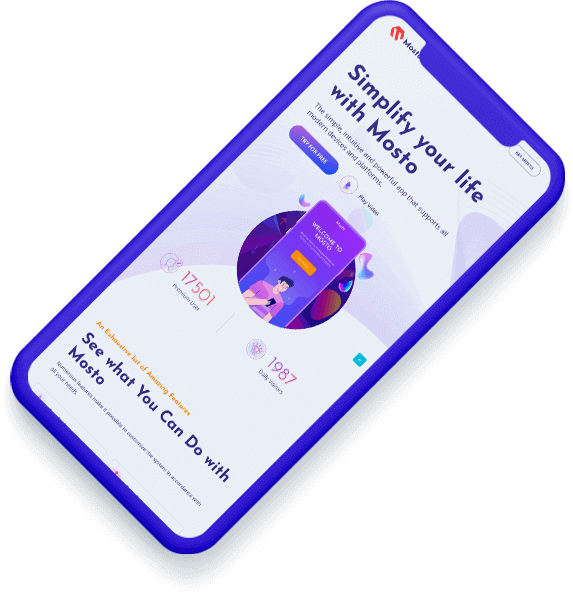 Mosto
Simplify your life
with Mosto
The simple, intuitive and powerful app that supports all
modern devices and platforms.
TRY FOR FREE
Play Video
WELCOME TO
MOSTO
17501
Premium User
1987
Daily Visitors
An Exhaustive list of Amazing Features
See what You Can Do with
Mosto
Numerous features make it possible to customize the system in accordance with
all your needs.